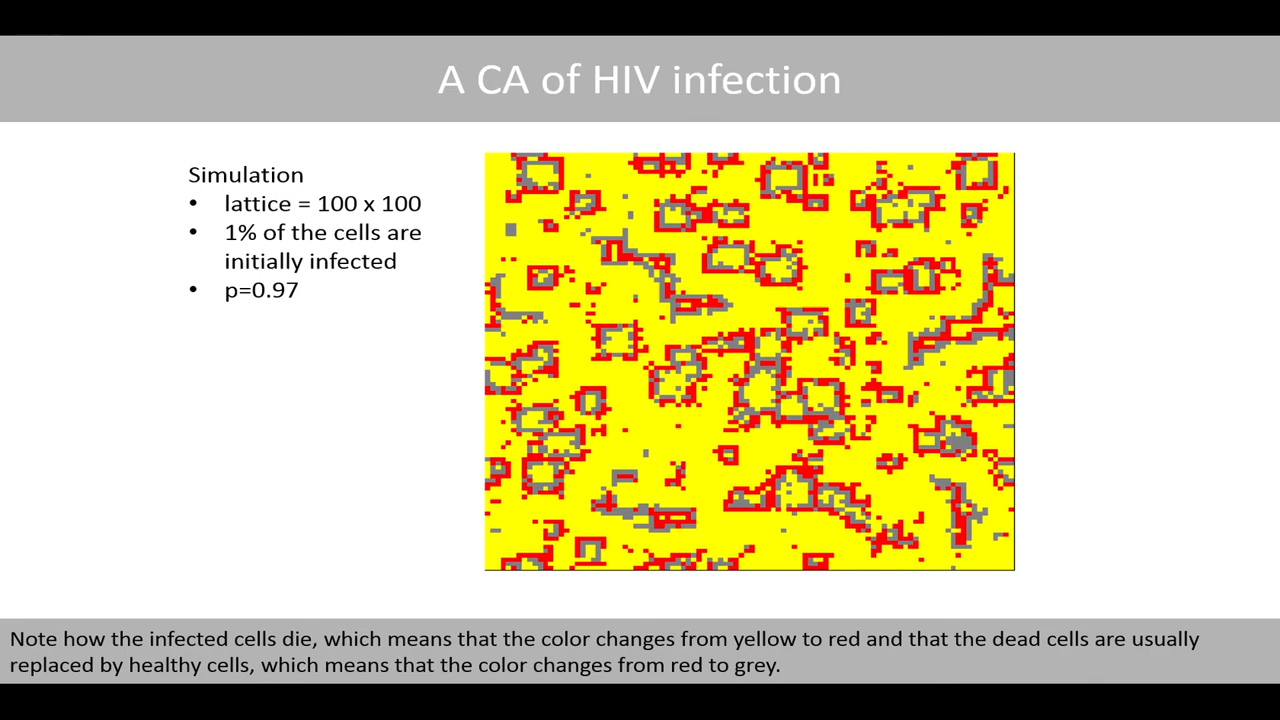 A CA of HIV infection
Simulation
• lattice = 100 x 100
• 1% of the cells are
initially infected
• p=0.97
Note how the infected cells die, which means that the color changes from yellow to red and that the dead cells are usually
replaced by healthy cells, which means that the color changes from red to grey.